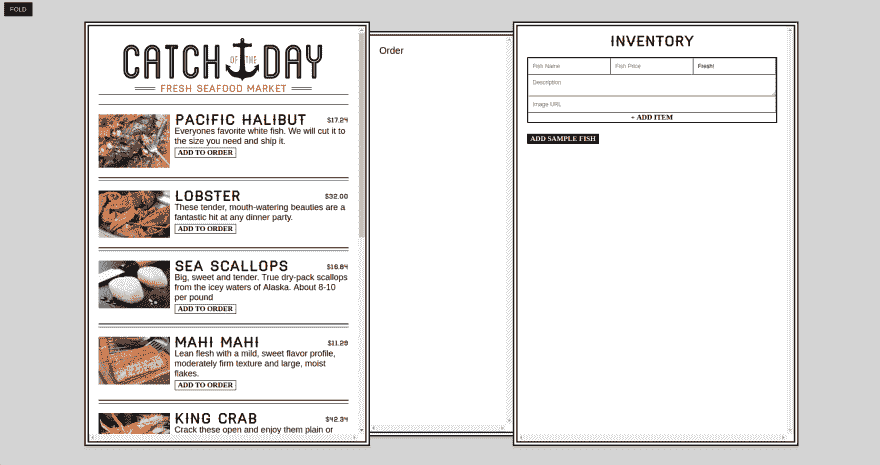 FOLD
CATCH OF THE DAY
FRESH SEAFOOD MARKET
PACIFIC HALIBUT $17.24
Everyones favorite white fish. We will cut it to
the size you need and ship it.
ADD TO ORDER
LOBSTER $32.00
These tender, mouth-watering beauties are a
fantastic hit at any dinner party.
ADD TO ORDER
SEA SCALLOPS $16.84
Big, sweet and tender. True dry-pack scallops
from the icey waters of Alaska. About 8-10
per pound
ADD TO ORDER
MAHI MAHI $11.29
Lean flesh with a mild, sweet flavor profile,
moderately firm texture and large, moist
flakes.
ADD TO ORDER
KING CRAB $42.34
Crack these open and enjoy them plain or
Order
INVENTORY
Fish Name Fish Price Fresh!
Description
Image URL
+ ADD ITEM
ADD SAMPLE FISH